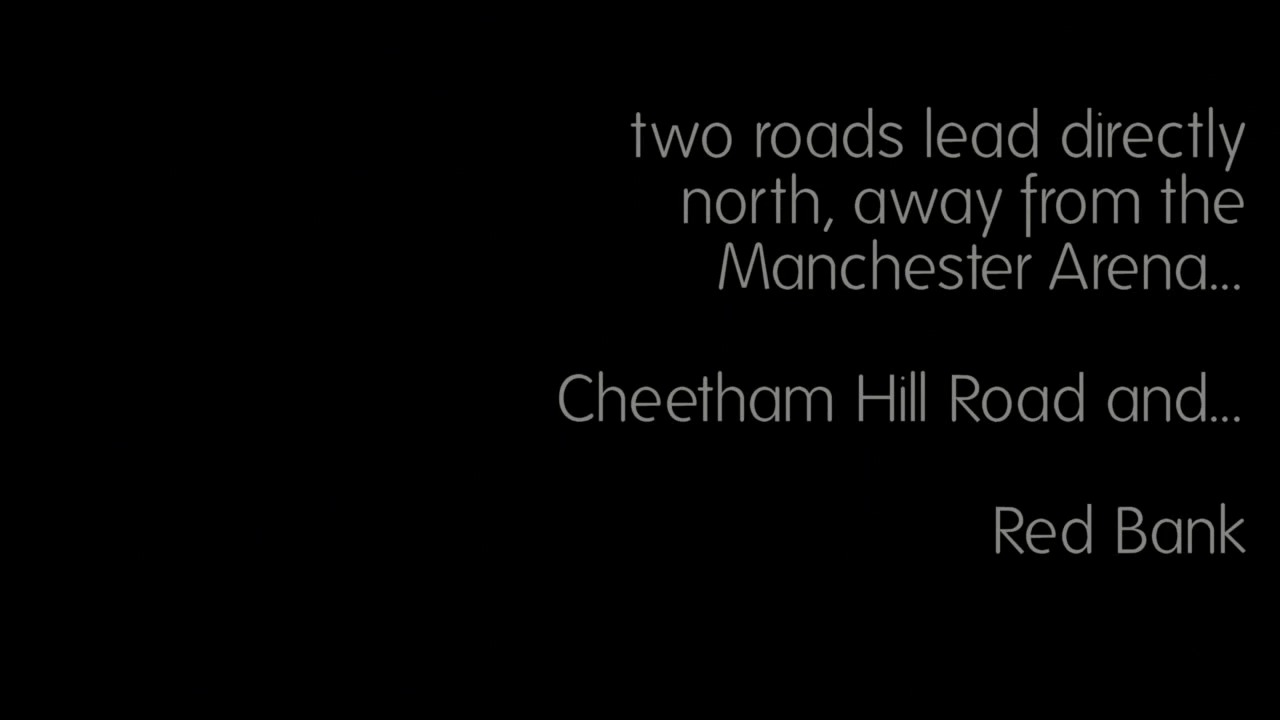 two roads lead directly
north, away from the
Manchester Arena...
Cheetham Hill Road and...
Red Bank